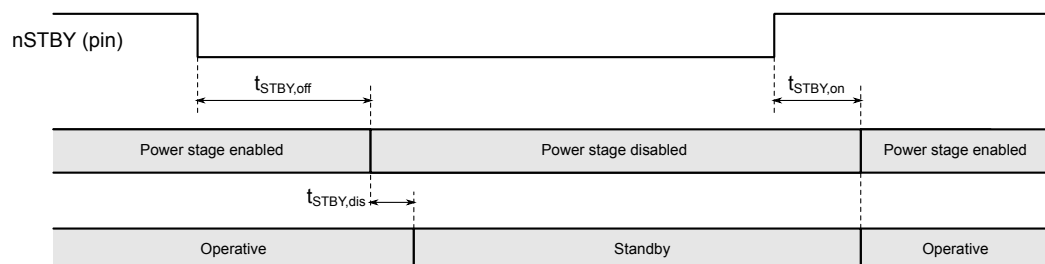 nSTBY (pin)
tSTBY,off
tSTBY,on
Power stage enabled
Power stage disabled
Power stage enabled
tSTBY,dis
Operative
Standby
Operative